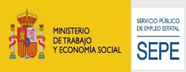 MINISTERIO
DE TRABAJO
Y ECONOMÍA SOCIAL
SERVICIO PÚBLICO
DE EMPLEO ESTATAL
SEPE